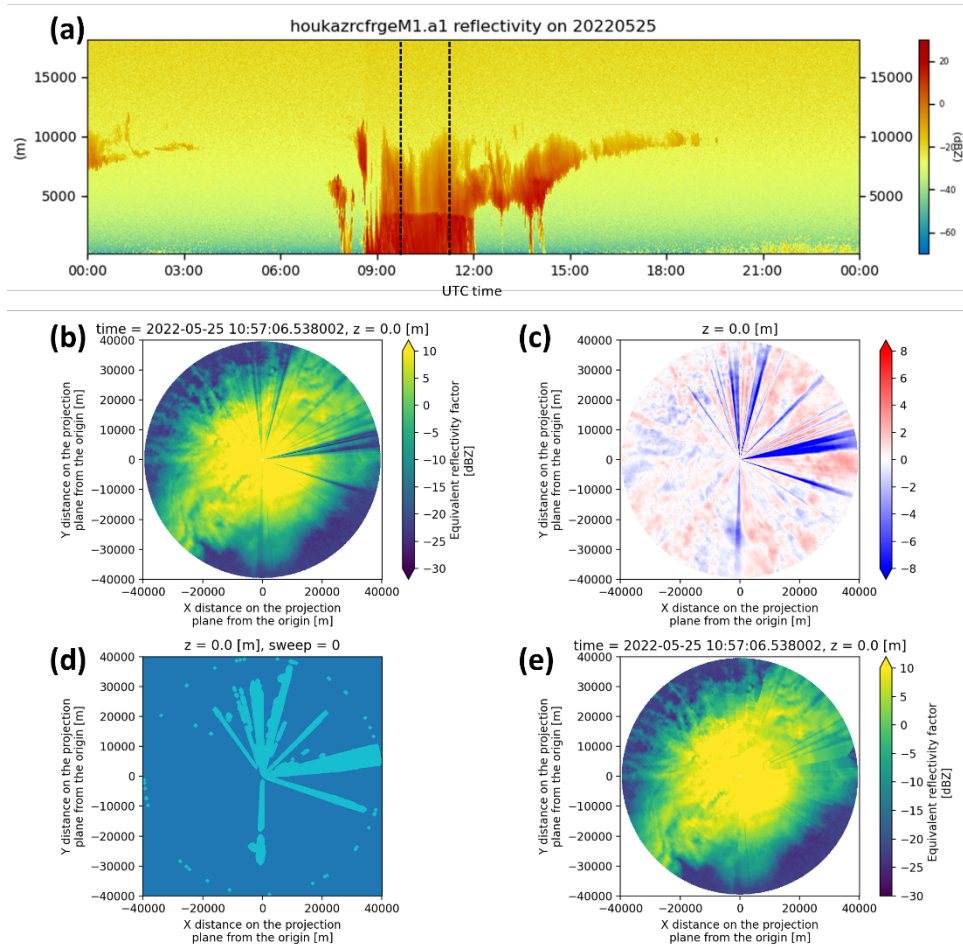 (a)
houkazrcfrgeM1.a1 reflectivity on 20220525
15000
10000
5000
(m)
15000
10000
5000
20
0
−20
−40
−60
(dBZ)
00:00 03:00 06:00 09:00 12:00 15:00 18:00 21:00 00:00
UTC time
(b)
time = 2022-05-25 10:57:06.538002, z = 0.0 [m]
40000
30000
20000
10000
0
−10000
−20000
−30000
−40000
Y distance on the projection
plane from the origin [m]
−40000 −20000 0 20000 40000
X distance on the projection
plane from the origin [m]
10
5
0
−5
−10
−15
−20
−25
−30
Equivalent reflectivity factor
[dBZ]
(c)
z = 0.0 [m]
40000
30000
20000
10000
0
−10000
−20000
−30000
−40000
Y distance on the projection
plane from the origin [m]
−40000 −20000 0 20000 40000
X distance on the projection
plane from the origin [m]
8
6
4
2
0
−2
−4
−6
−8
(d)
z = 0.0 [m], sweep = 0
40000
30000
20000
10000
0
−10000
−20000
−30000
−40000
Y distance on the projection
plane from the origin [m]
−40000 −20000 0 20000 40000
X distance on the projection
plane from the origin [m]
(e)
time = 2022-05-25 10:57:06.538002, z = 0.0 [m]
40000
30000
20000
10000
0
−10000
−20000
−30000
−40000
Y distance on the projection
plane from the origin [m]
−40000 −20000 0 20000 40000
X distance on the projection
plane from the origin [m]
10
5
0
−5
−10
−15
−20
−25
−30
Equivalent reflectivity factor
[dBZ]